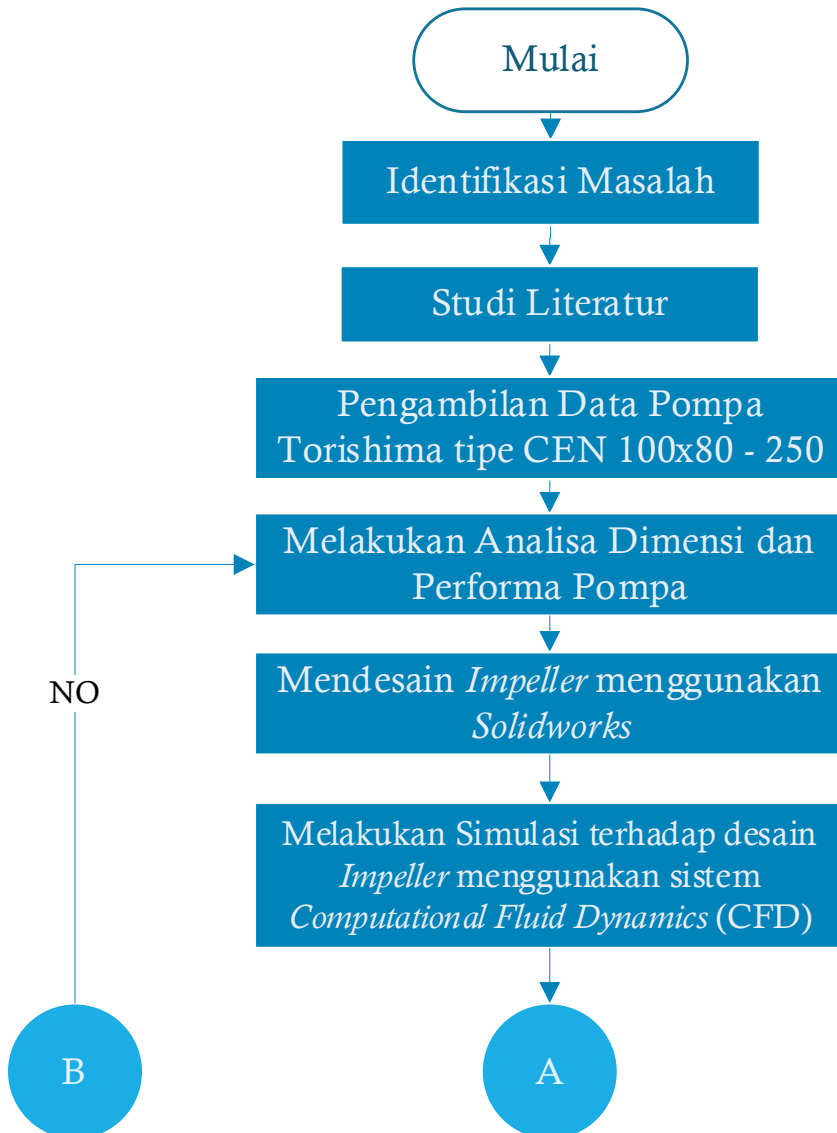 Mulai
Identifikasi Masalah
Studi Literatur
Pengambilan Data Pompa
Torishima tipe CEN 100x80 - 250
Melakukan Analisa Dimensi dan
Performa Pompa
NO
Mendesain Impeller menggunakan
Solidworks
Melakukan Simulasi terhadap desain
Impeller menggunakan sistem
Computational Fluid Dynamics (CFD)
B
A